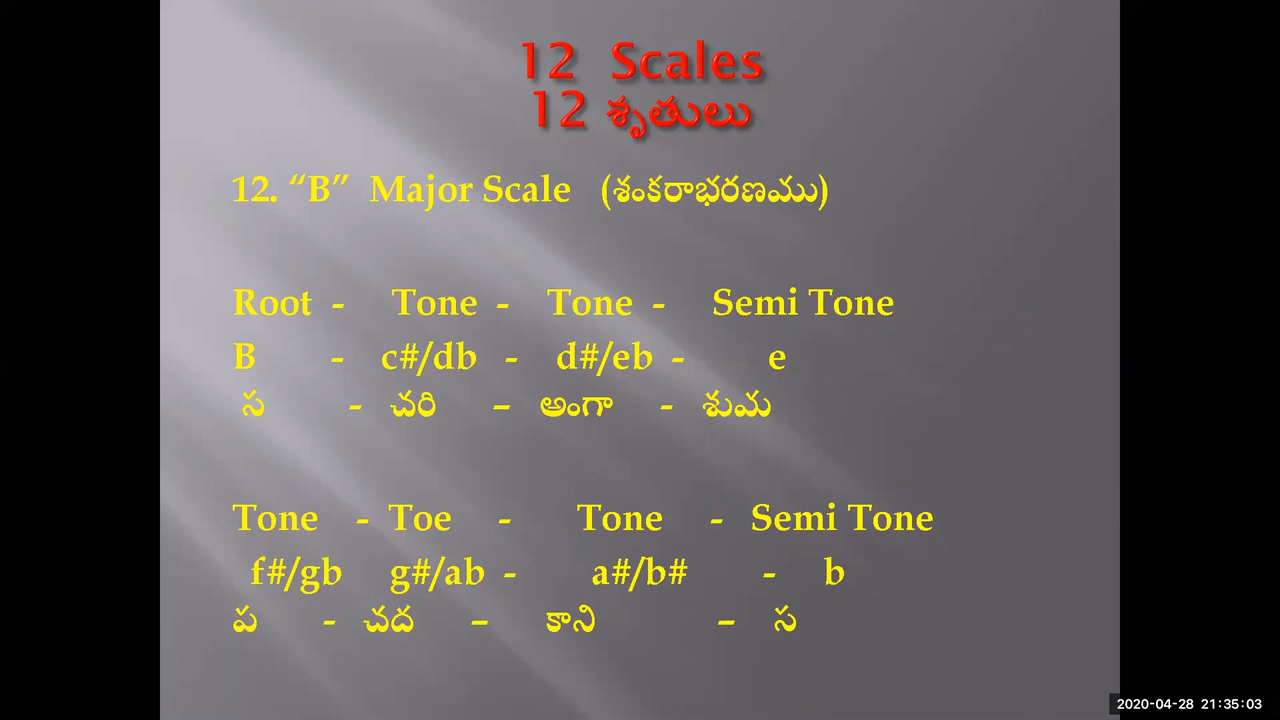 12 Scales
12 శృతులు
12. “B” Major Scale (శంకరాభరణము)
Root - Tone - Tone - Semi Tone
B - c#/db - d#/eb - e
స - చరి – అంగా - శుమ
Tone - Toe - Tone - Semi Tone
f#/gb g#/ab - a#/b# - b
ప - చద – కాని – స
2020-04-28 21:35:03